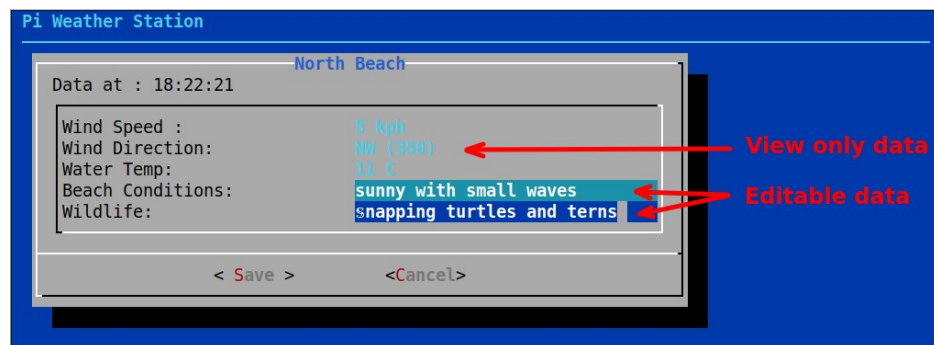 Pi Weather Station
North Beach
Data at : 18:22:21
Wind Speed : 5 kph
Wind Direction: NW (350)
Water Temp: 11 C
Beach Conditions: sunny with small waves
Wildlife: snapping turtles and terns
View only data
Editable data
< Save > <Cancel>